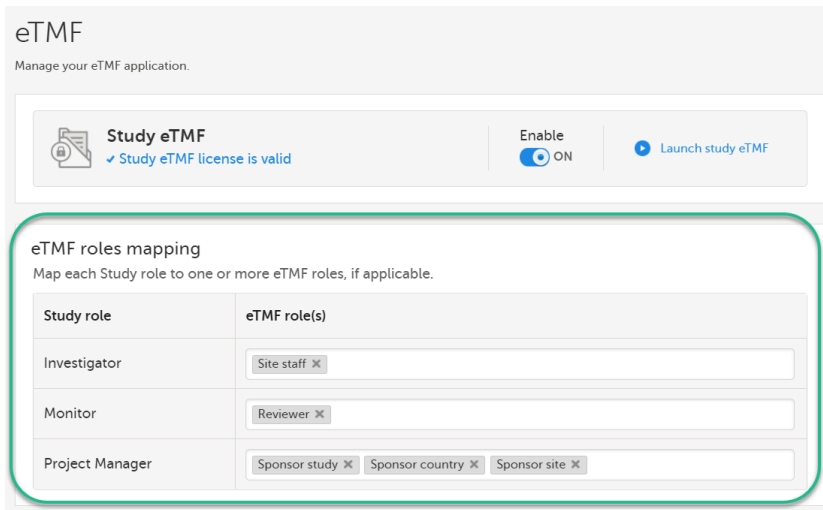 eTMF
Manage your eTMF application.
Study eTMF
✔ Study eTMF license is valid
Enable
ON
Launch study eTMF
eTMF roles mapping
Map each Study role to one or more eTMF roles, if applicable.
Study role eTMF role(s)
Investigator Site staff ✕
Monitor Reviewer ✕
Project Manager Sponsor study ✕ Sponsor country ✕ Sponsor site ✕